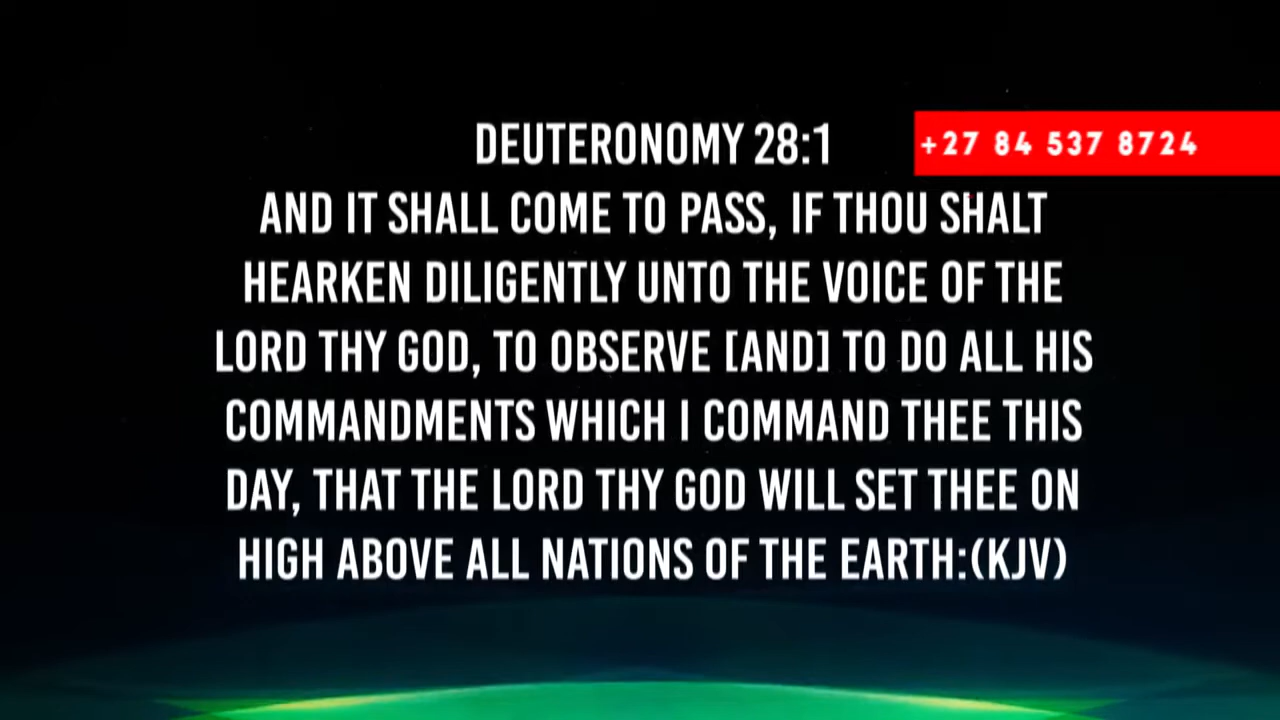 DEUTERONOMY 28:1
+27 84 537 8724
AND IT SHALL COME TO PASS, IF THOU SHALT
HEARKEN DILIGENTLY UNTO THE VOICE OF THE
LORD THY GOD, TO OBSERVE [AND] TO DO ALL HIS
COMMANDMENTS WHICH I COMMAND THEE THIS
DAY, THAT THE LORD THY GOD WILL SET THEE ON
HIGH ABOVE ALL NATIONS OF THE EARTH:(KJV)